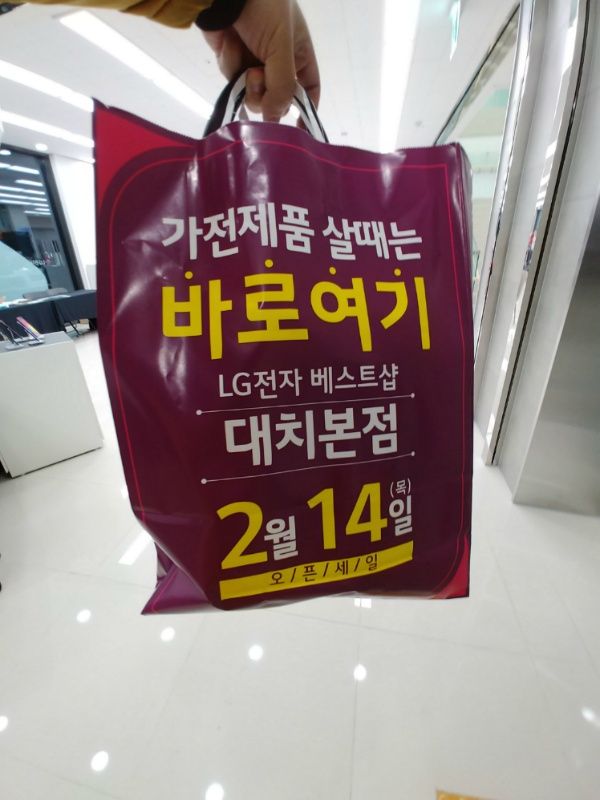 가전제품 살때는
바로여기
LG전자 베스트샵
대치본점
2월 14일(목)
오/픈/세/일